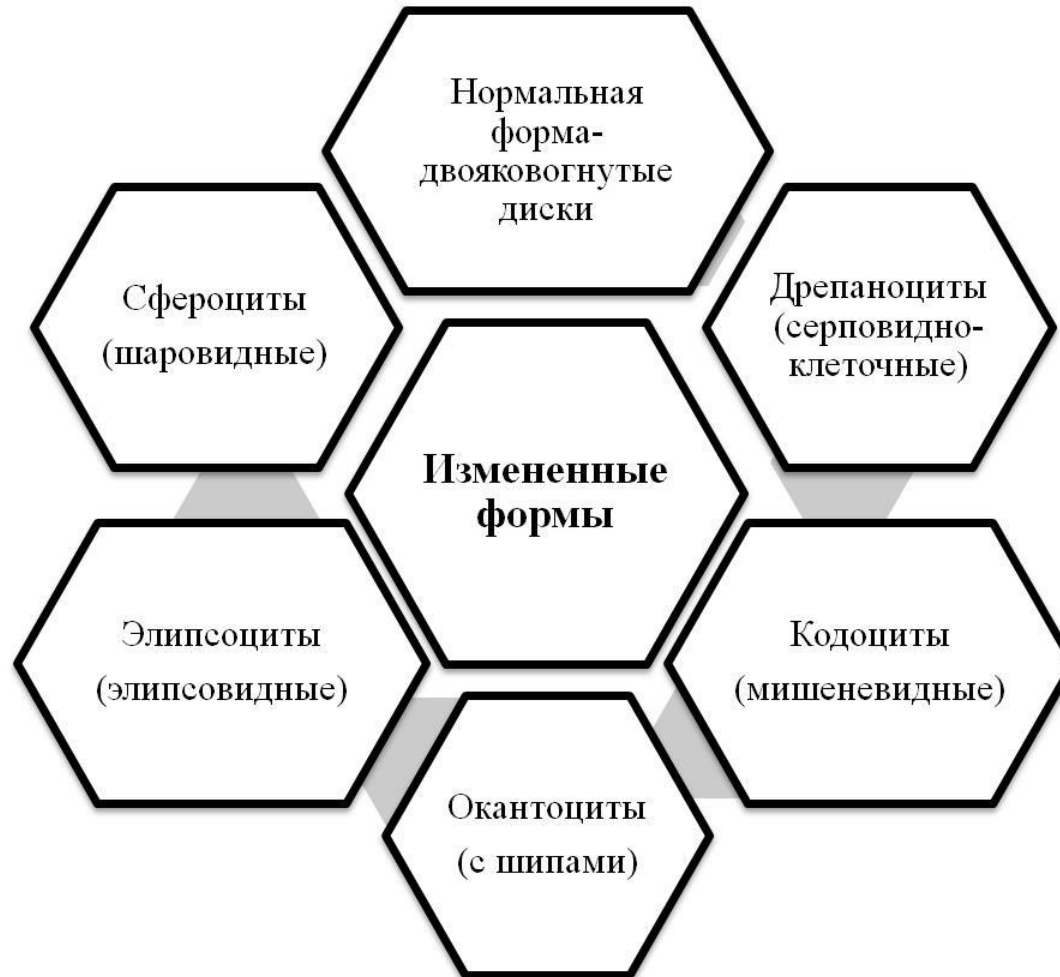 Нормальная
форма-
двояковогнутые
диски
Сфероциты
(шаровидные)
Дрепаноциты
(серповидно-
клеточные)
Измененные
формы
Элипсоциты
(элипсовидные)
Кодоциты
(мишеневидные)
Окантоциты
(с шипами)